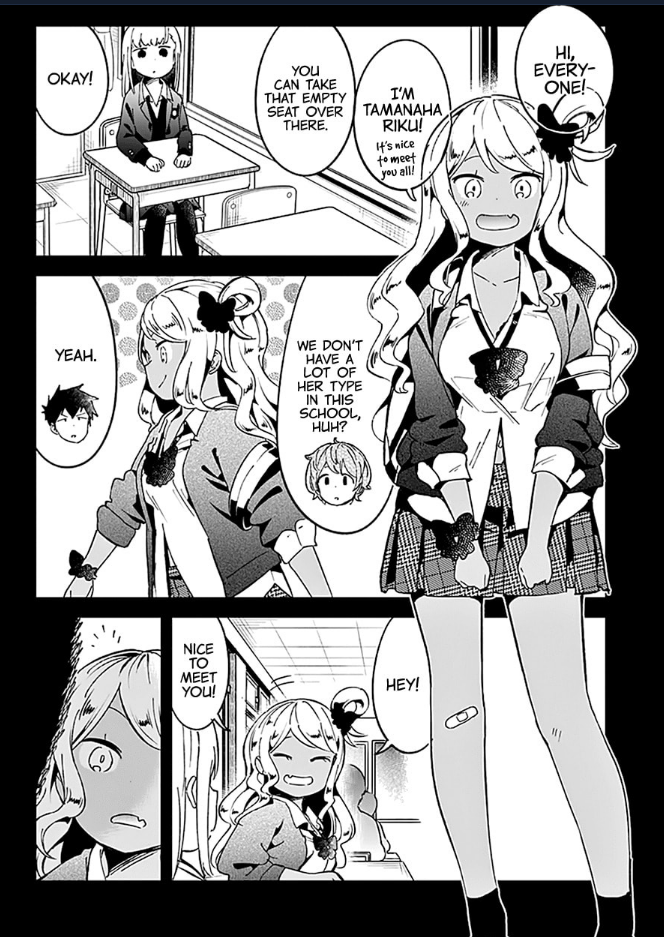 HI,
EVERY-
ONE!
I'M
TAMANAHA
RIKU!
It's nice
to meet
you all!
YOU
CAN TAKE
THAT EMPTY
SEAT OVER
THERE.
OKAY!
WE DON'T
HAVE A
LOT OF
HER TYPE
IN THIS
SCHOOL,
HUH?
YEAH.
HEY!
NICE
TO
MEET
YOU!